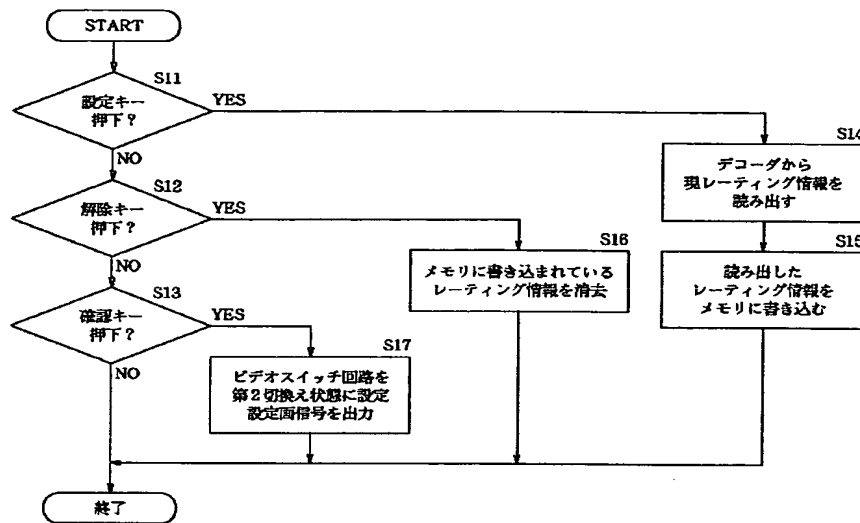 START
S11
設定キー
押下?
YES
NO
S14
デコーダから
現レーティング情報を
読み出す
S12
解除キー
押下?
YES
NO
S16
メモリに書き込まれている
レーティング情報を消去
S15
読み出した
レーティング情報を
メモリに書き込む
S13
確認キー
押下?
YES
NO
S17
ビデオスイッチ回路を
第2切換え状態に設定
設定面信号を出力
終了